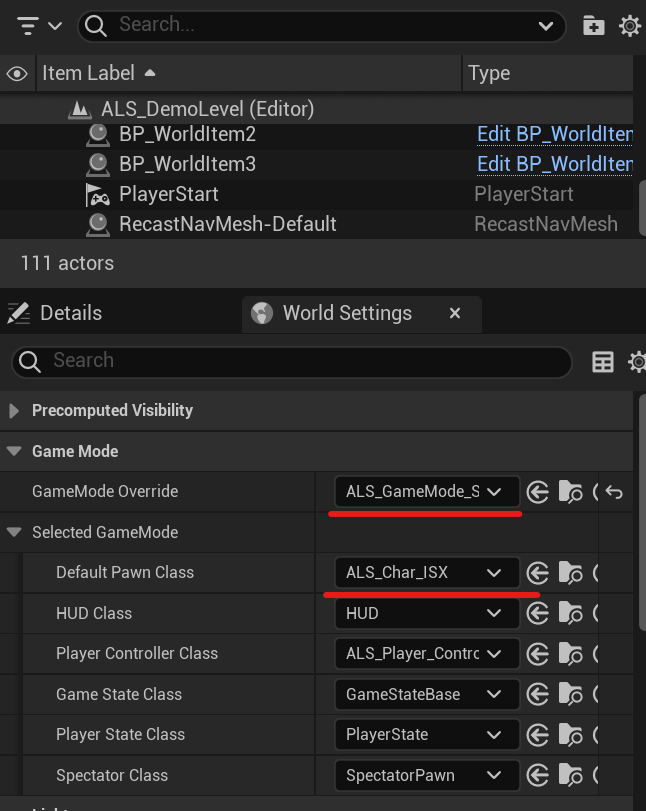 Search...
Item Label Type
ALS_DemoLevel (Editor)
BP_WorldItem2 Edit BP_WorldIten
BP_WorldItem3 Edit BP_WorldIten
PlayerStart PlayerStart
RecastNavMesh-Default RecastNavMesh
111 actors
Details World Settings
Search
Precomputed Visibility
Game Mode
GameMode Override ALS_GameMode_S
Selected GameMode
Default Pawn Class ALS_Char_ISX
HUD Class HUD
Player Controller Class ALS_Player_Contrc
Game State Class GameStateBase
Player State Class PlayerState
Spectator Class SpectatorPawn